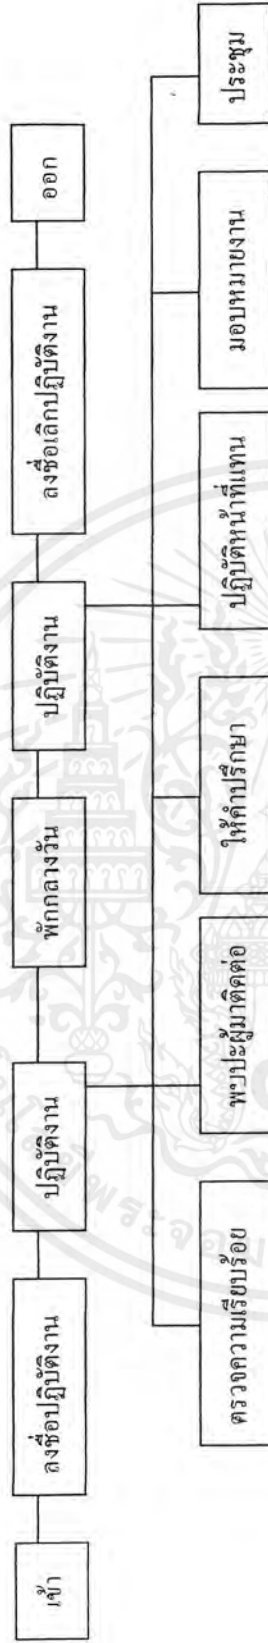 เข้า
ลงชื่อปฏิบัติงาน
ปฏิบัติงาน
พักกลางวัน
ปฏิบัติงาน
ลงชื่อเลิกปฏิบัติงาน
ออก
ตรวจความเรียบร้อย
พบปะผู้มาติดต่อ
ให้คำปรึกษา
ปฏิบัติหน้าที่แทน
มอบหมายงาน
ประชุม